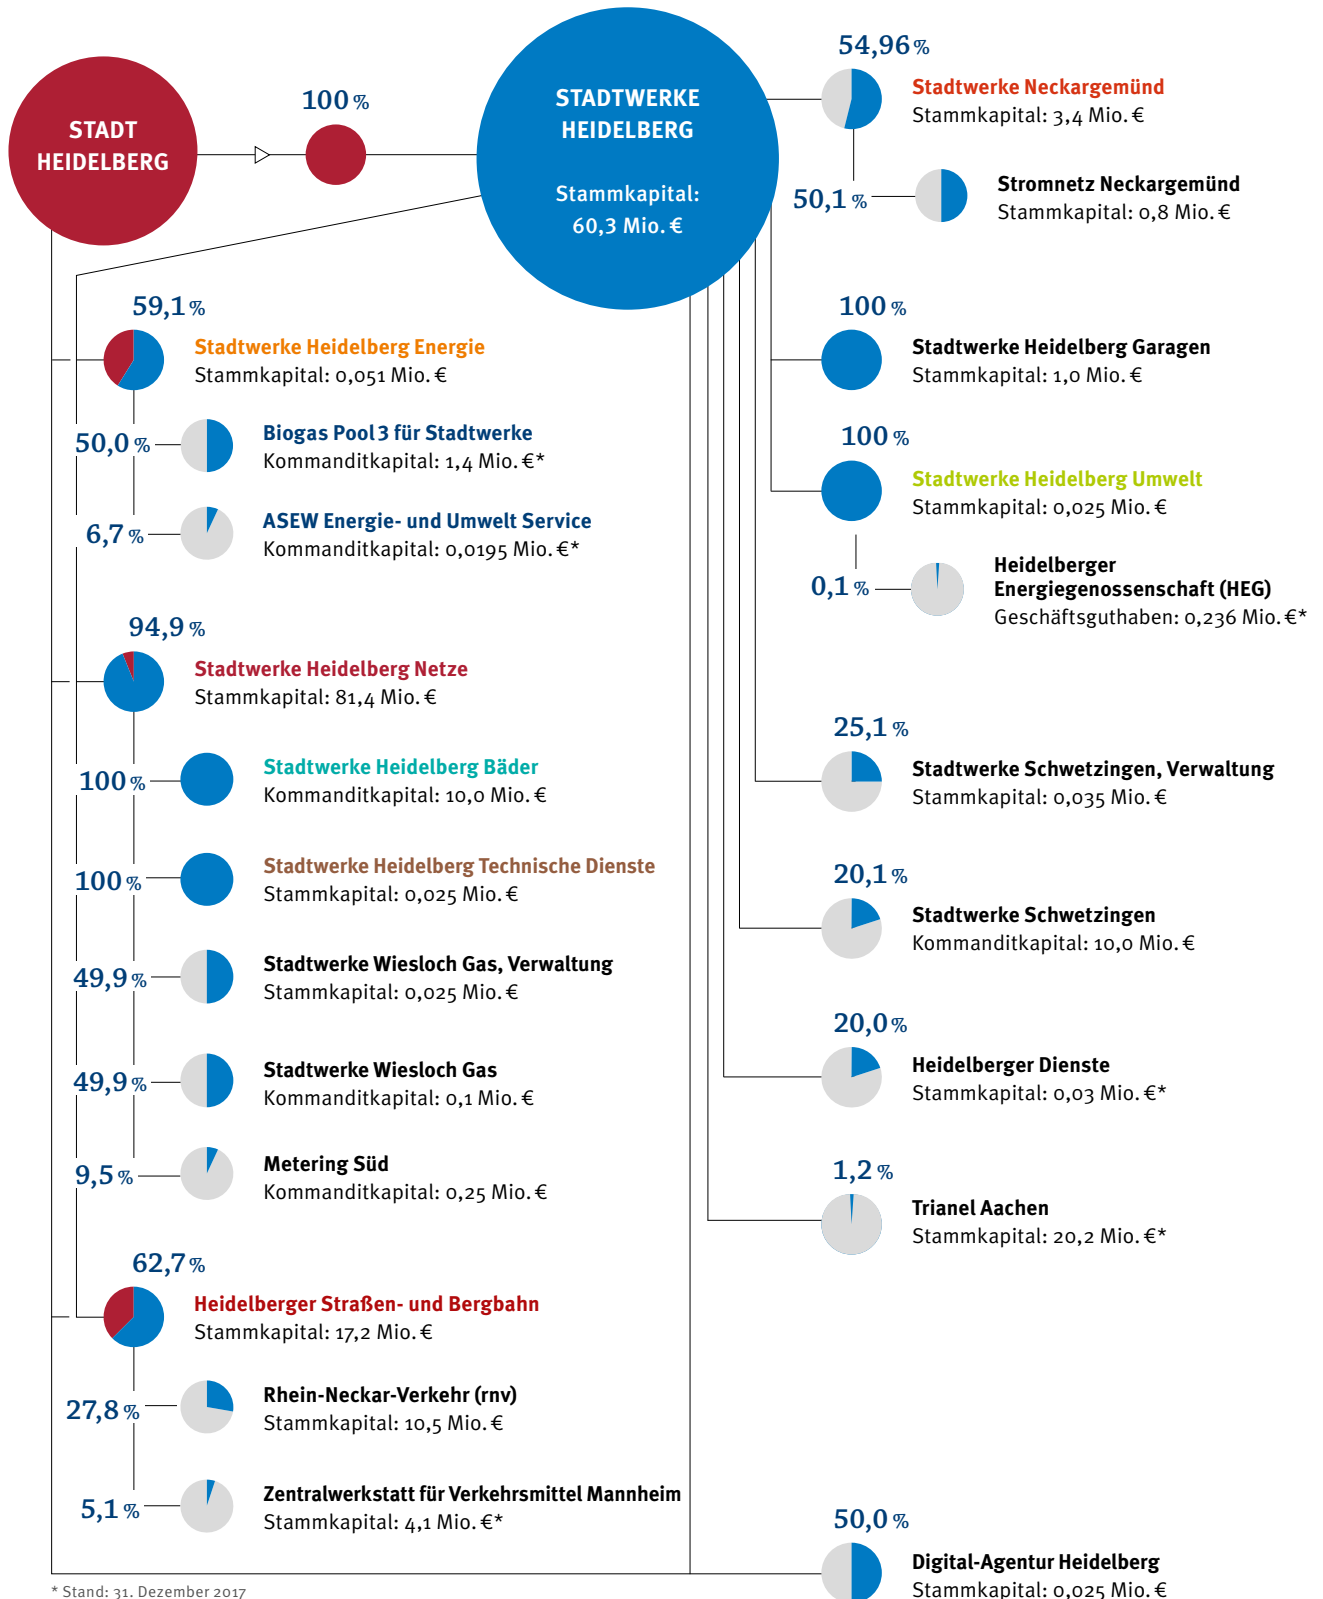 STADT
HEIDELBERG
100 %
STADTWERKE
HEIDELBERG
Stammkapital:
60,3 Mio. €
59,1 %
Stadtwerke Heidelberg Energie
Stammkapital: 0,051 Mio. €
50,0 %
Biogas Pool 3 für Stadtwerke
Kommanditkapital: 1,4 Mio. €*
6,7 %
ASEW Energie- und Umwelt Service
Kommanditkapital: 0,0195 Mio. €*
94,9 %
Stadtwerke Heidelberg Netze
Stammkapital: 81,4 Mio. €
100 %
Stadtwerke Heidelberg Bäder
Kommanditkapital: 10,0 Mio. €
100 %
Stadtwerke Heidelberg Technische Dienste
Stammkapital: 0,025 Mio. €
49,9 %
Stadtwerke Wiesloch Gas, Verwaltung
Stammkapital: 0,025 Mio. €
49,9 %
Stadtwerke Wiesloch Gas
Kommanditkapital: 0,1 Mio. €
9,5 %
Metering Süd
Kommanditkapital: 0,25 Mio. €
62,7 %
Heidelberger Straßen- und Bergbahn
Stammkapital: 17,2 Mio. €
27,8 %
Rhein-Neckar-Verkehr (rnv)
Stammkapital: 10,5 Mio. €
5,1 %
Zentralwerkstatt für Verkehrsmittel Mannheim
Stammkapital: 4,1 Mio. €*
54,96 %
Stadtwerke Neckargemünd
Stammkapital: 3,4 Mio. €
50,1 %
Stromnetz Neckargemünd
Stammkapital: 0,8 Mio. €
100 %
Stadtwerke Heidelberg Garagen
Stammkapital: 1,0 Mio. €
100 %
Stadtwerke Heidelberg Umwelt
Stammkapital: 0,025 Mio. €
0,1 %
Heidelberger
Energiegenossenschaft (HEG)
Geschäftsguthaben: 0,236 Mio. €*
25,1 %
Stadtwerke Schwetzingen, Verwaltung
Stammkapital: 0,035 Mio. €
20,1 %
Stadtwerke Schwetzingen
Kommanditkapital: 10,0 Mio. €
20,0 %
Heidelberger Dienste
Stammkapital: 0,03 Mio. €*
1,2 %
Trianel Aachen
Stammkapital: 20,2 Mio. €*
50,0 %
Digital-Agentur Heidelberg
Stammkapital: 0,025 Mio. €
* Stand: 31. Dezember 2017